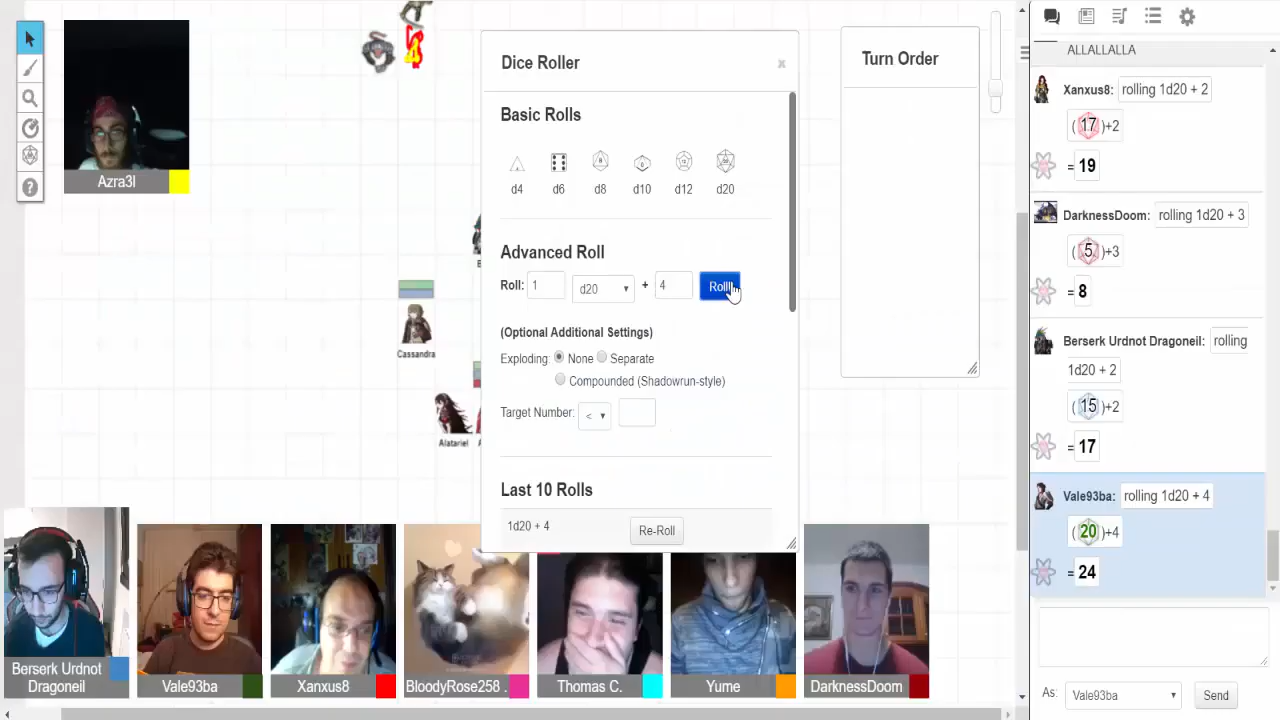 Azra3l
Cassandra
Alatariel
Dice Roller
x
Basic Rolls
d4
d6
d8
d10
d12
d20
Advanced Roll
Roll: 1 d20 + 4 Roll!
(Optional Additional Settings)
Exploding: None Separate
Compounded (Shadowrun-style)
Target Number: <
Last 10 Rolls
1d20 + 4 Re-Roll
Turn Order
Berserk Urdnot
Dragoneil
Vale93ba
Xanxus8
BloodyRose258 .
Thomas C.
Yume
DarknessDoom
ALLALLALLA
Xanxus8: rolling 1d20 + 2
(17)+2
= 19
DarknessDoom: rolling 1d20 + 3
(5)+3
= 8
Berserk Urdnot Dragoneil: rolling
1d20 + 2
(15)+2
= 17
Vale93ba: rolling 1d20 + 4
(20)+4
= 24
As: Vale93ba Send